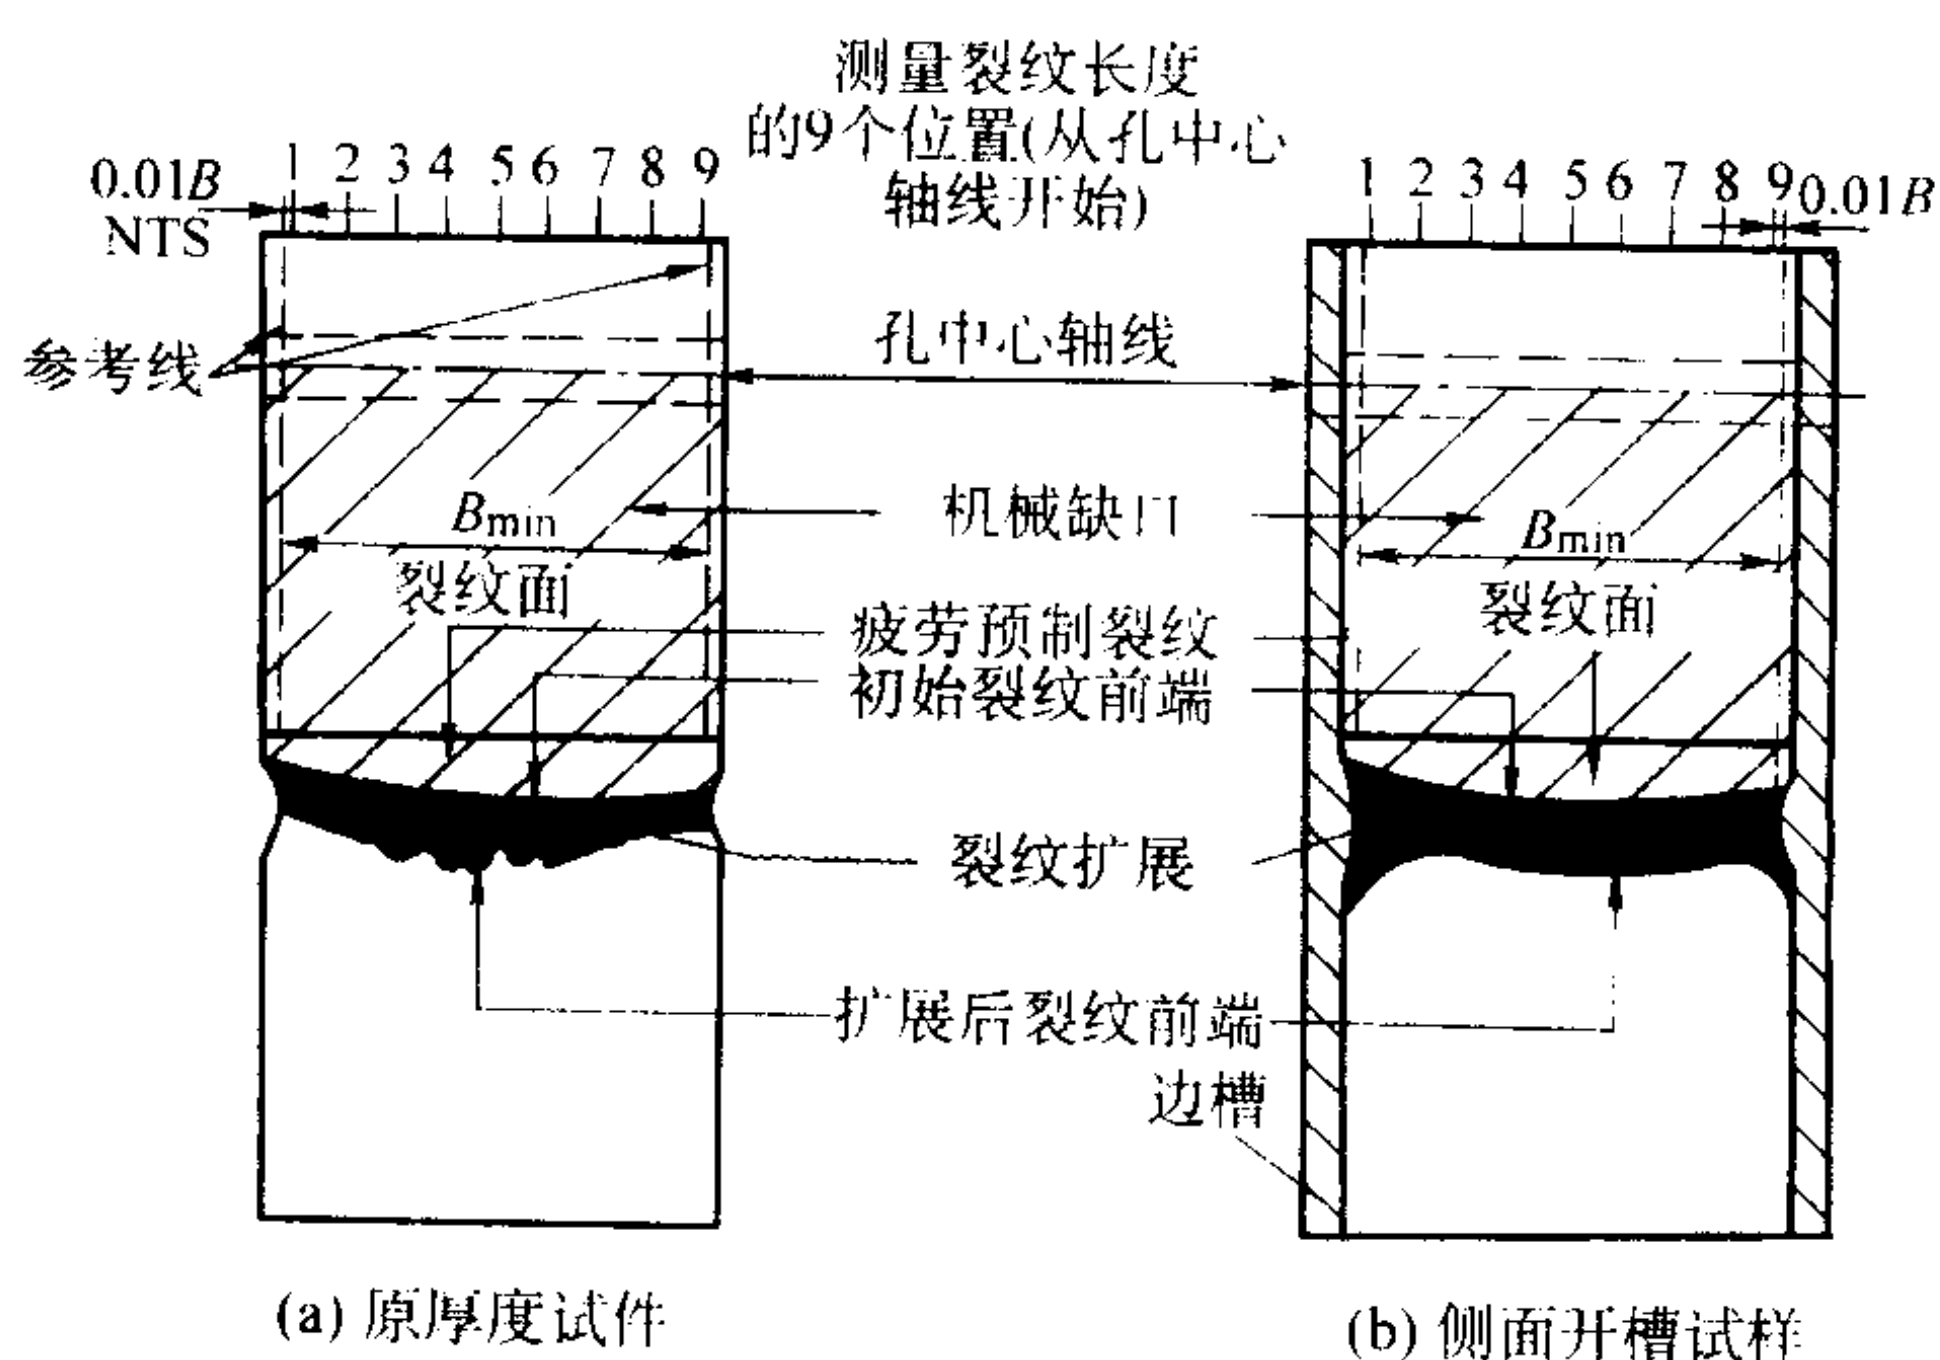 测量裂纹长度
的9个位置(从孔中心
轴线开始)
0.01B
NTS
1 2 3 4 5 6 7 8 9
1 2 3 4 5 6 7 8 9
0.01B
参考线
孔中心轴线
机械缺口
Bmin
Bmin
裂纹面
裂纹面
疲劳预制裂纹
初始裂纹前端
裂纹扩展
扩展后裂纹前端
边槽
(a) 原厚度试件
(b) 侧面开槽试样